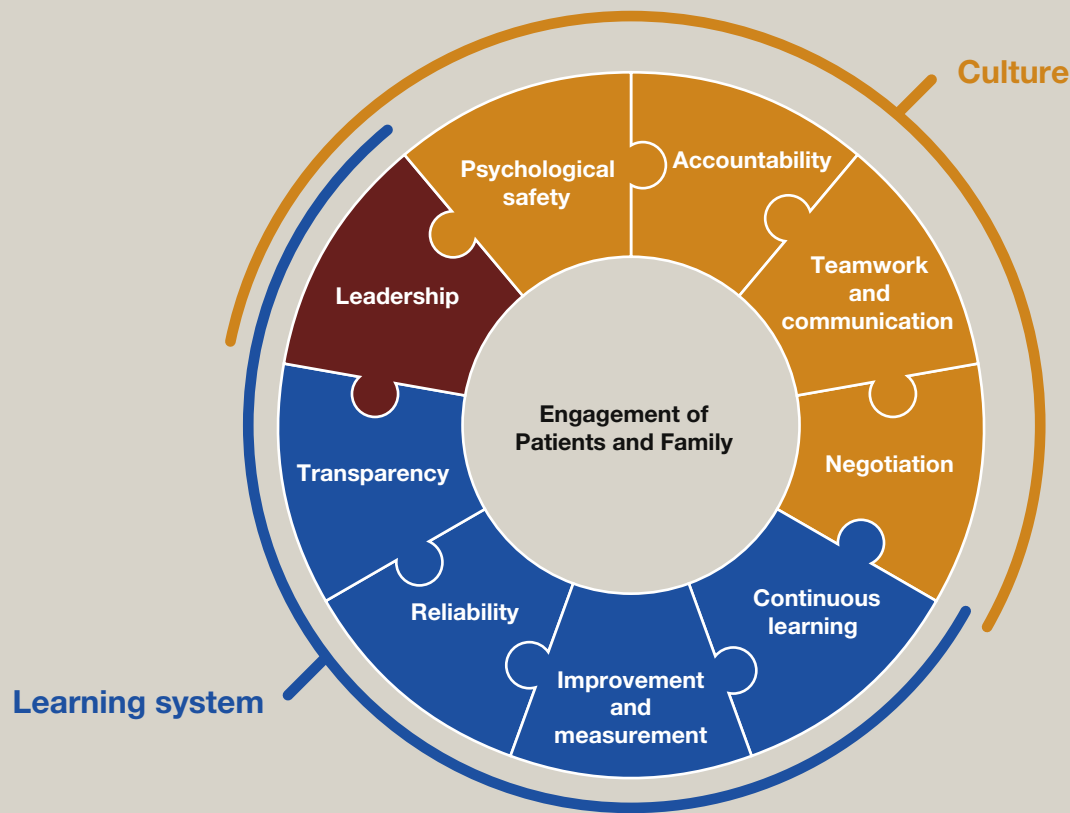 Culture
Psychological
safety
Accountability
Teamwork
and
communication
Leadership
Engagement of
Patients and Family
Transparency
Negotiation
Reliability
Continuous
learning
Improvement
and
measurement
Learning system